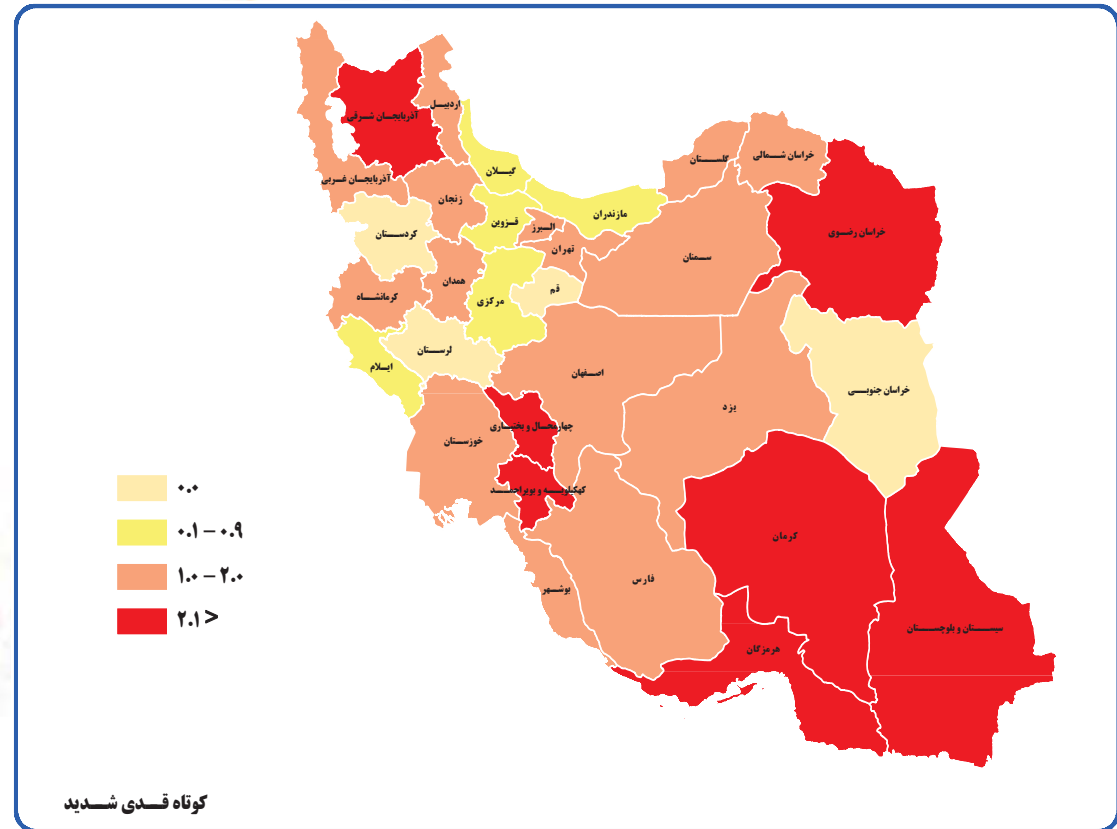 اردبیل
آذربایجان شرقی
آذربایجان غربی
گیلان
زنجان
کردستان
قزوین
البرز
مازندران
گلستان
خراسان شمالی
خراسان رضوی
تهران
سمنان
همدان
کرمانشاه
مرکزی
قم
لرستان
ایلام
اصفهان
خراسان جنوبی
یزد
چهارمحال و بختیاری
خوزستان
کهکیلویه و بویراحمد
کرمان
فارس
بوشهر
هرمزگان
سیستان و بلوچستان
۰.۰
۰.۱ – ۰.۹
۱.۰ – ۲.۰
۲.۱ >
کوتاه قدی شدید